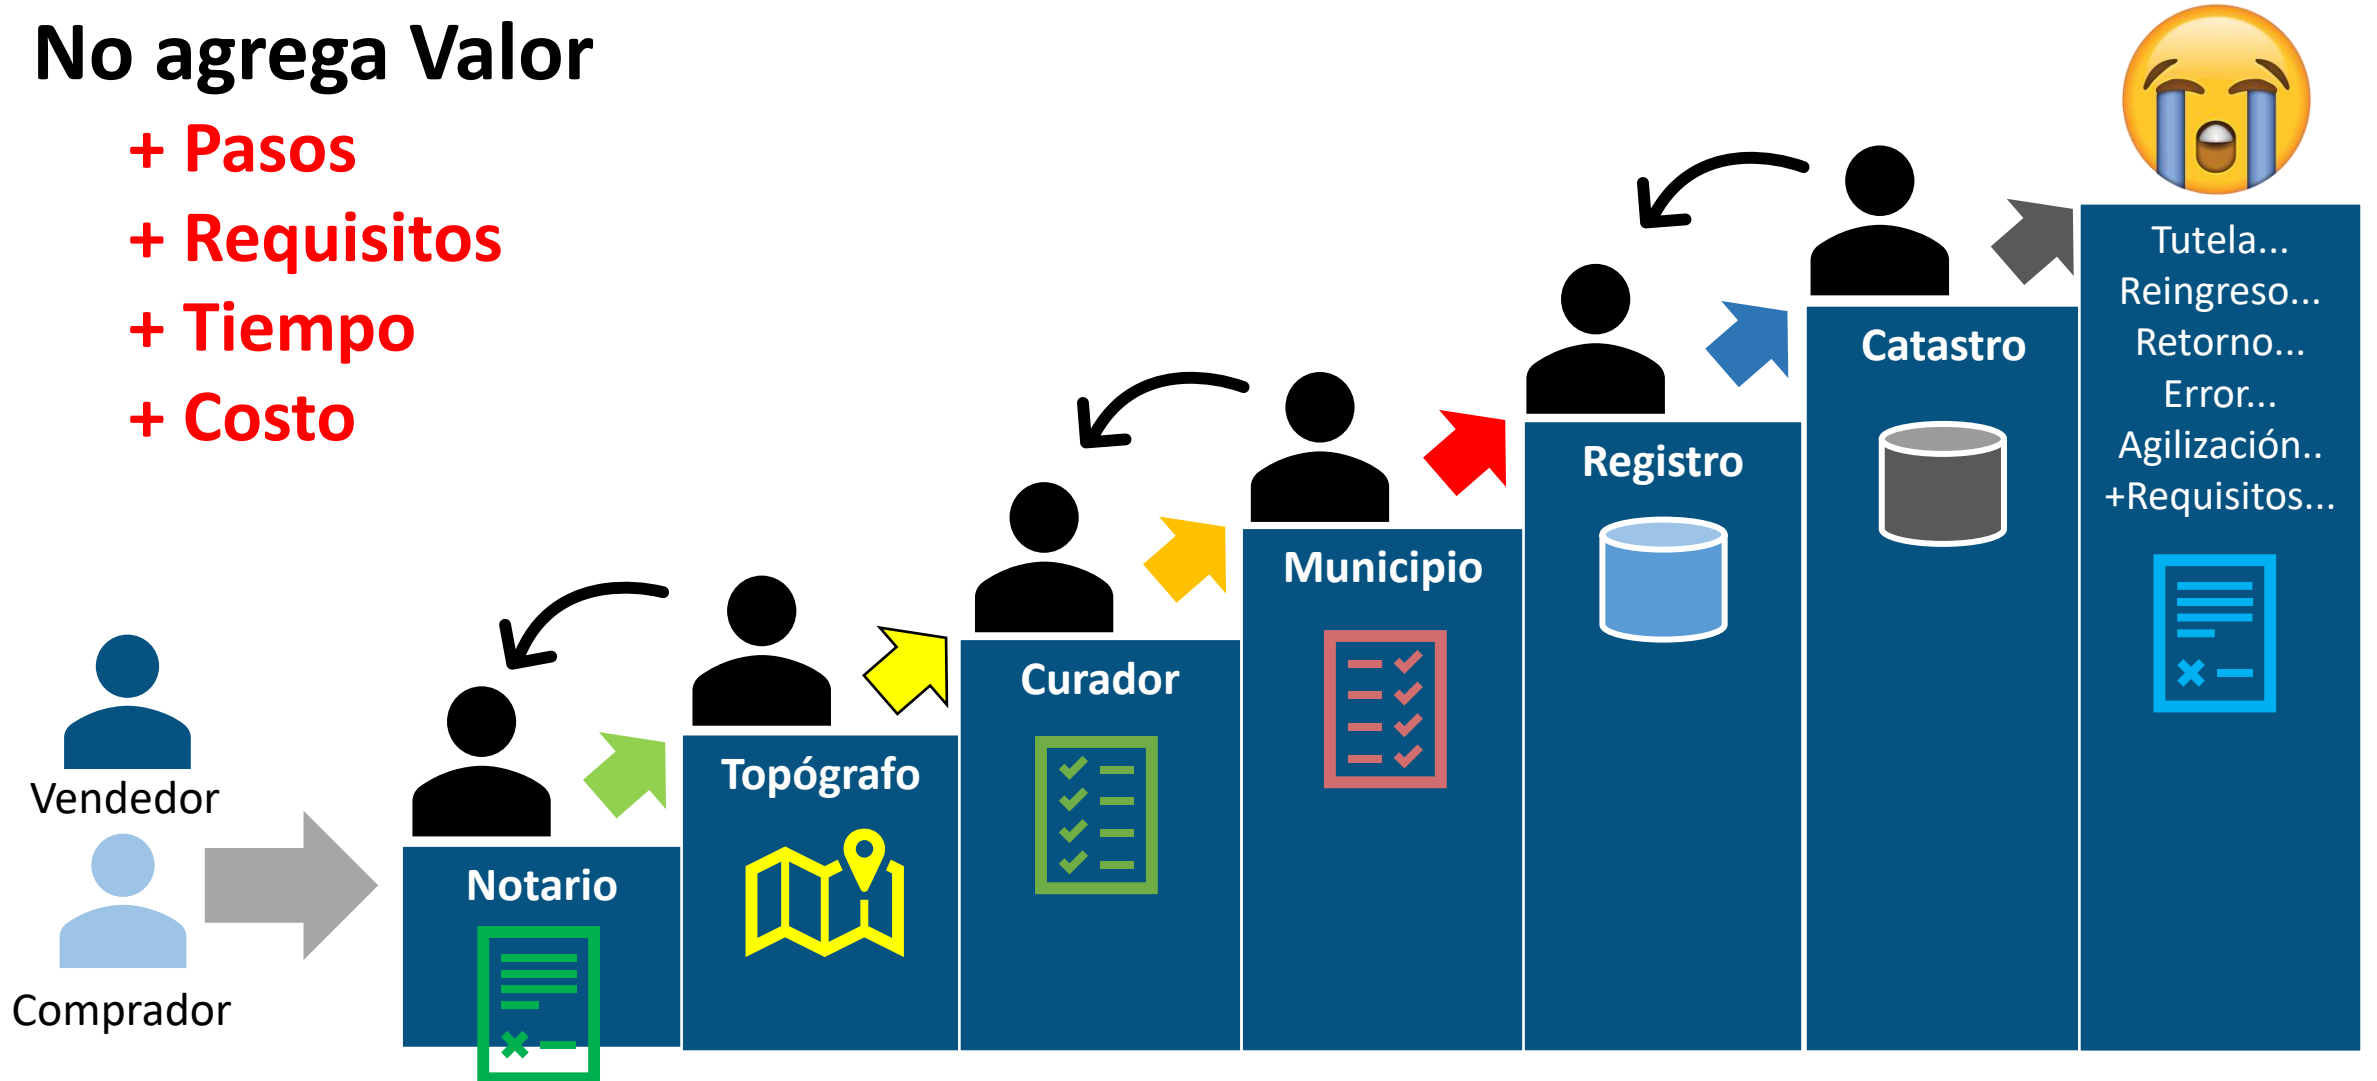 No agrega Valor
+ Pasos
+ Requisitos
+ Tiempo
+ Costo
Vendedor
Comprador
Notario
Topógrafo
Curador
Municipio
Registro
Catastro
Tutela...
Reingreso...
Retorno...
Error...
Agilización..
+Requisitos...